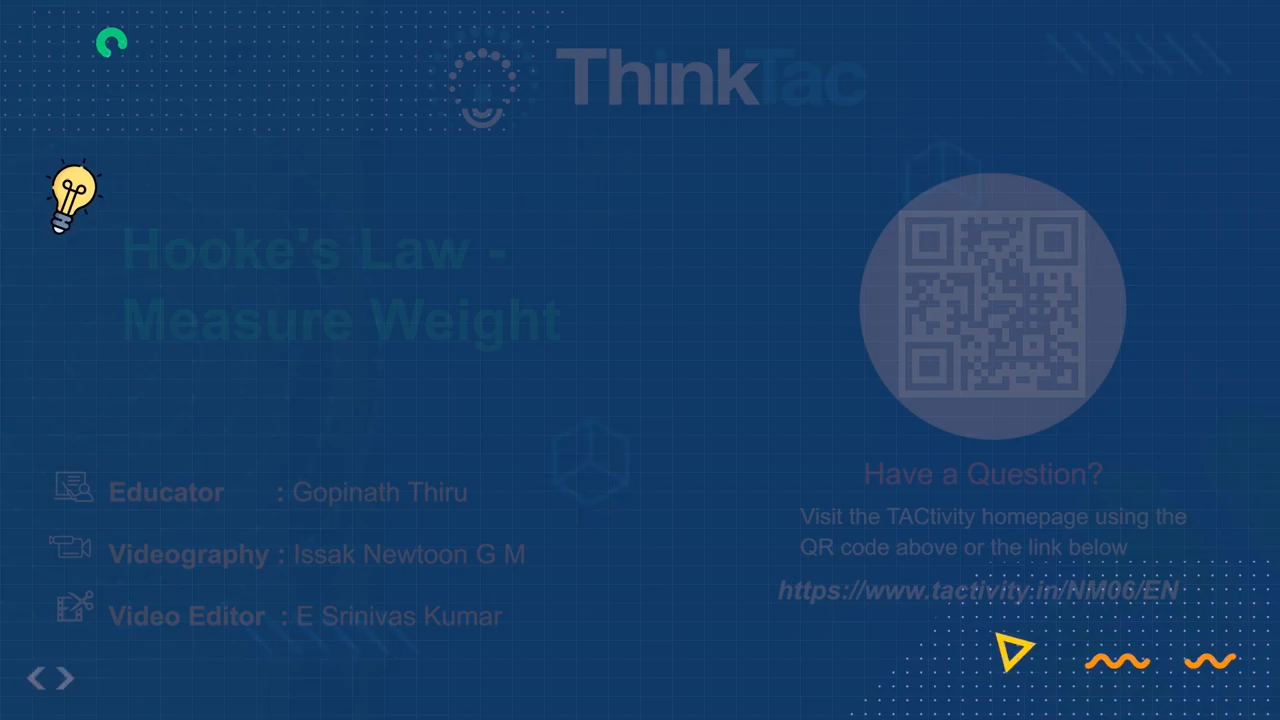 ThinkTac
Hooke's Law -
Measure Weight
Educator : Gopinath Thiru
Videography : Issak Newtoon G M
Video Editor : E Srinivas Kumar
Have a Question?
Visit the TACtivity homepage using the
QR code above or the link below
https://www.tactivity.in/NM06/EN